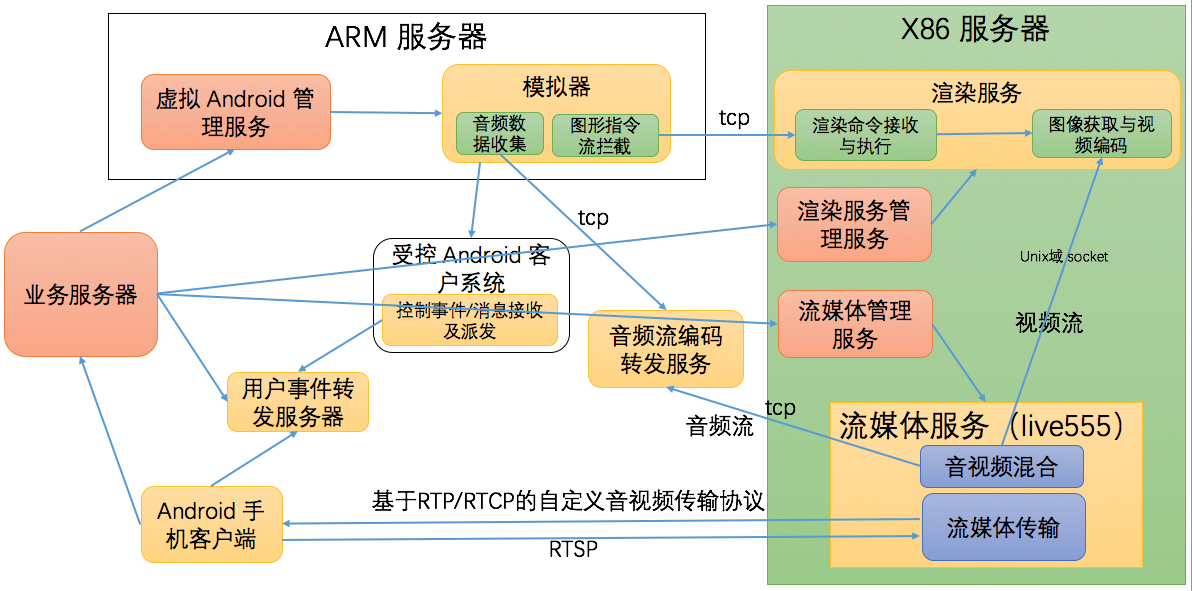 ARM 服务器
X86 服务器
虚拟 Android 管
理服务
模拟器
音频数
据收集
图形指令
流拦截
tcp
渲染服务
渲染命令接收
与执行
图像获取与视
频编码
tcp
渲染服务管
理服务
受控 Android 客
户系统
控制事件/消息接收
及派发
Unix域 socket
业务服务器
流媒体管理
服务
视频流
音频流编码
转发服务
用户事件转
发服务器
tcp
音频流
流媒体服务（live555）
音视频混合
Android 手
机客户端
基于RTP/RTCP的自定义音视频传输协议
流媒体传输
RTSP